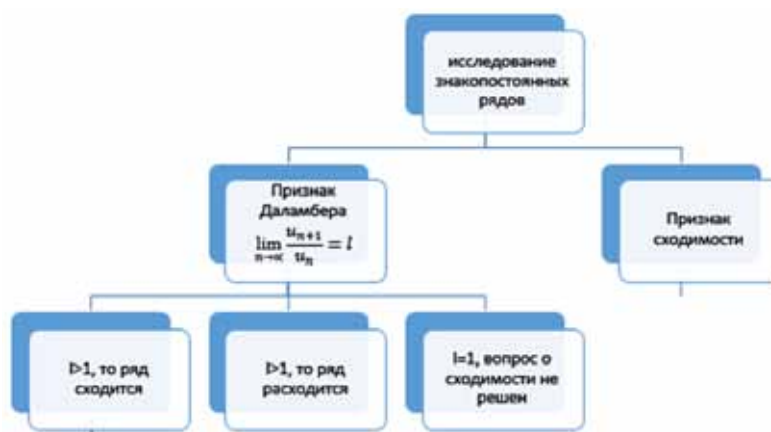 исследование
знакопостоянных
рядов
Признак
Даламбера
lim n→∝ u_{n+1}/u_n = l
Признак
сходимости
l>1, то ряд
сходится
l>1, то ряд
расходится
l=1, вопрос о
сходимости не
решен